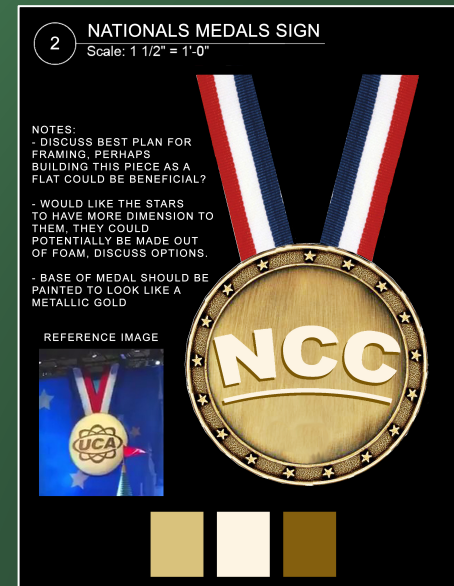 2
NATIONALS MEDALS SIGN
Scale: 1 1/2" = 1'-0"
NOTES:
- DISCUSS BEST PLAN FOR
FRAMING, PERHAPS
BUILDING THIS PIECE AS A
FLAT COULD BE BENEFICIAL?
- WOULD LIKE THE STARS
TO HAVE MORE DIMENSION TO
THEM, THEY COULD
POTENTIALLY BE MADE OUT
OF FOAM, DISCUSS OPTIONS.
- BASE OF MEDAL SHOULD BE
PAINTED TO LOOK LIKE A
METALLIC GOLD
REFERENCE IMAGE
UCA
NCC